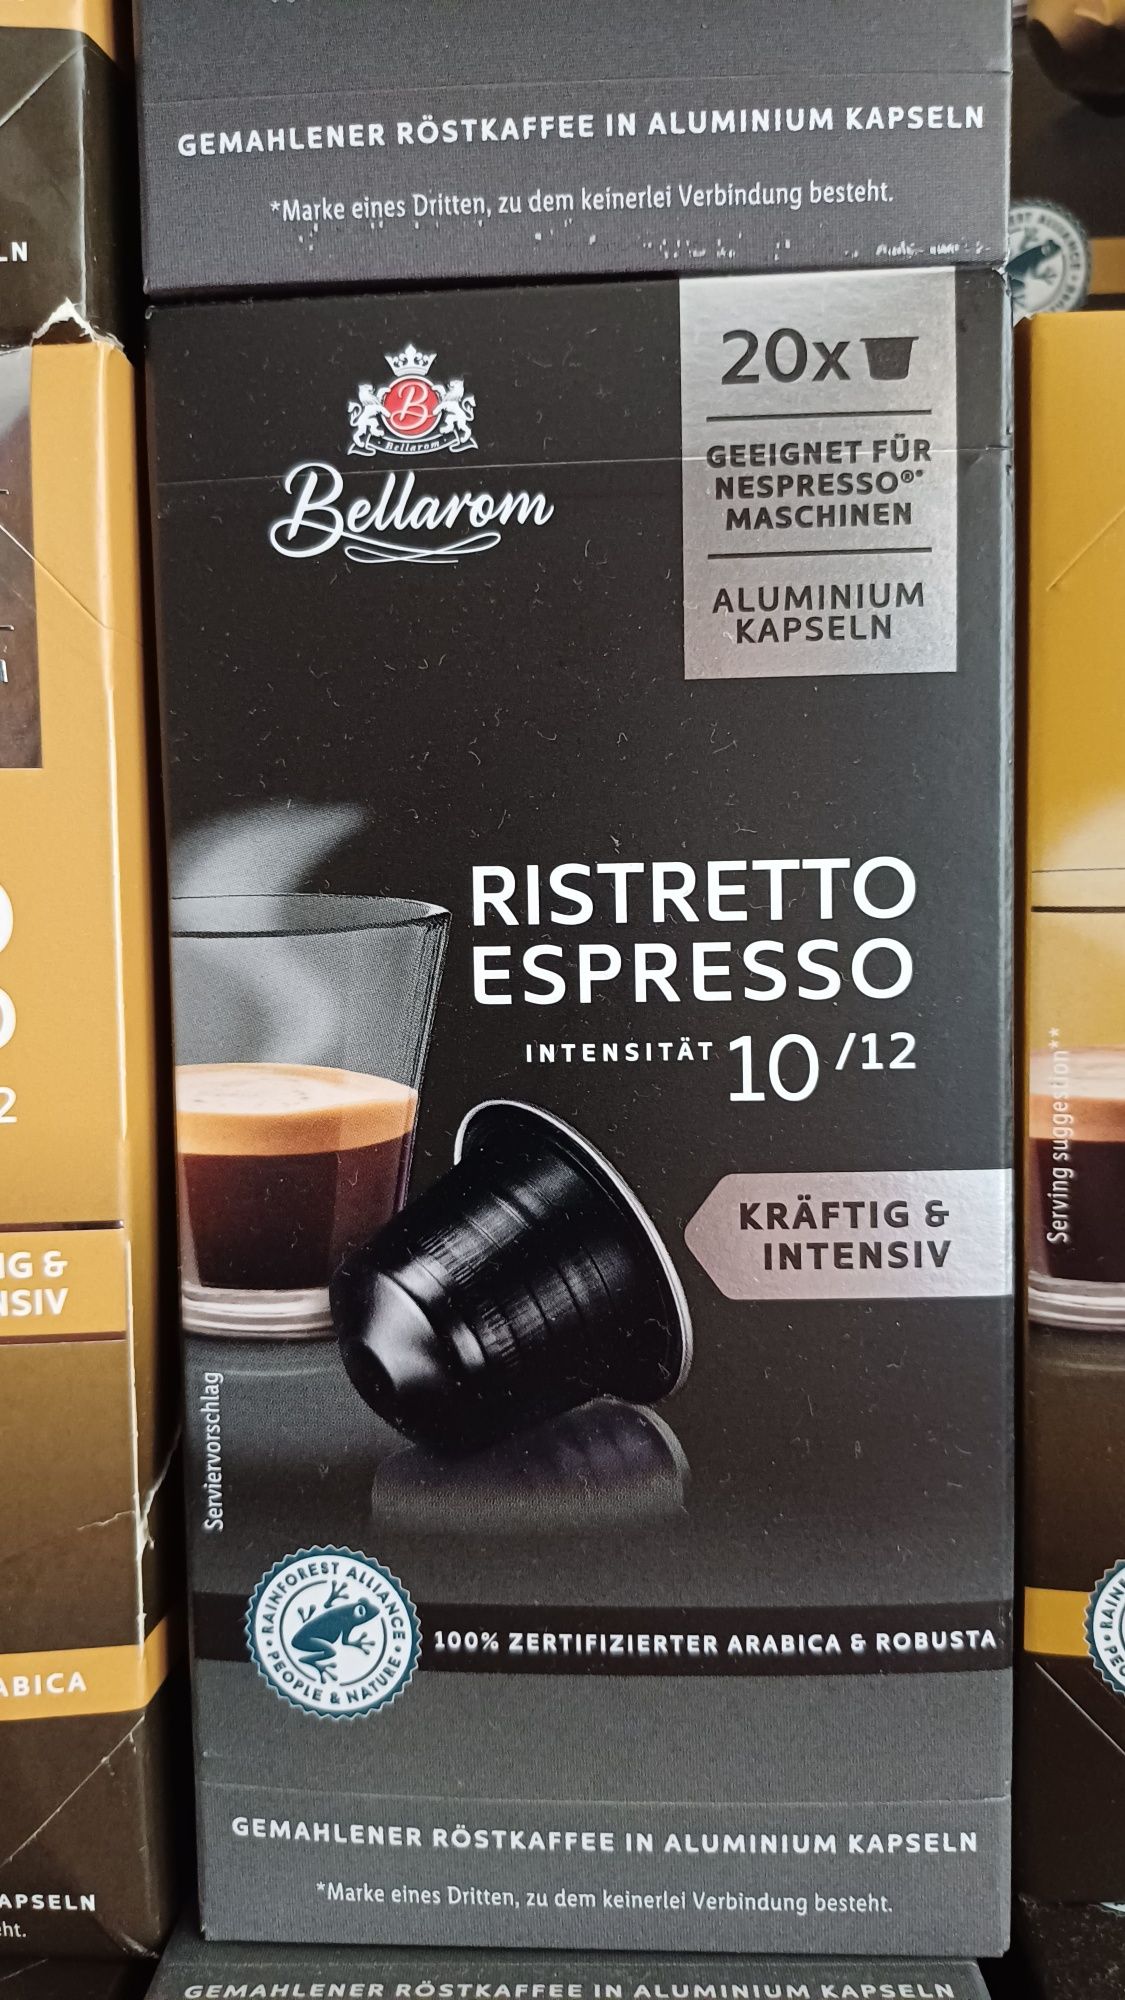 GEMAHLENER RÖSTKAFFEE IN ALUMINIUM KAPSELN
*Marke eines Dritten, zu dem keinerlei Verbindung besteht.
B
Bellarom
Bellarom
20x
GEEIGNET FÜR
NESPRESSO®*
MASCHINEN
ALUMINIUM
KAPSELN
RISTRETTO
ESPRESSO
INTENSITÄT 10/12
KRÄFTIG &
INTENSIV
Serviervorschlag
RAINFOREST ALLIANCE
PEOPLE & NATURE
100% ZERTIFIZIERTER ARABICA & ROBUSTA
GEMAHLENER RÖSTKAFFEE IN ALUMINIUM KAPSELN
*Marke eines Dritten, zu dem keinerlei Verbindung besteht.
GEMAHLENER RÖSTKAFFEE IN ALUMINIUM KAPSELN
Serving suggestion**